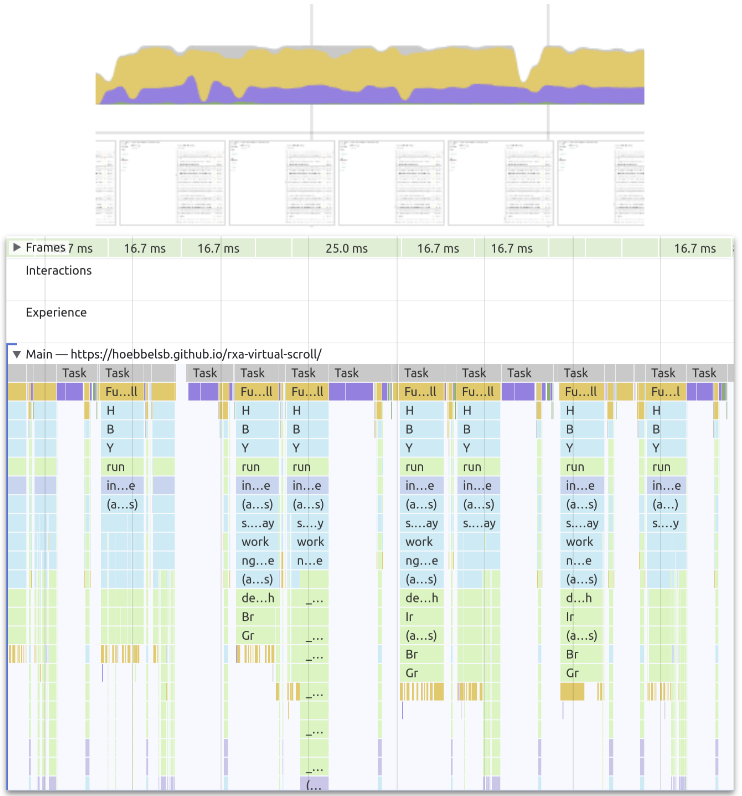 Frames 7 ms 16.7 ms 16.7 ms 25.0 ms 16.7 ms 16.7 ms 16.7 ms
Interactions
Experience
Main — https://hoebbelsb.github.io/rxa-virtual-scroll/
Task Task Task Task Task Task Task Task Task Task Task Task
Fu...ll Fu...ll Fu...ll Fu...ll Fu...ll Fu...ll Fu...l
H H H H H H H
B B B B B B B
Y Y Y Y Y Y Y
run run run run run run run
in...e in...e in...e in...e in...e in...e in...e
(a...s) (a...s) (a...s) (a...s) (a...s) (a...s) (a...)
s....ay s....y s....ay s....ay s....ay s....y
work work work work
ng...e n...e ng...e n...e
(a...s) (a...s) (a...s)
de...h _... de...h d...h
Br Ir Ir
Gr _... (a...s) (a...s)
_... Br Br
Gr Gr
_...
_...
_...
(...